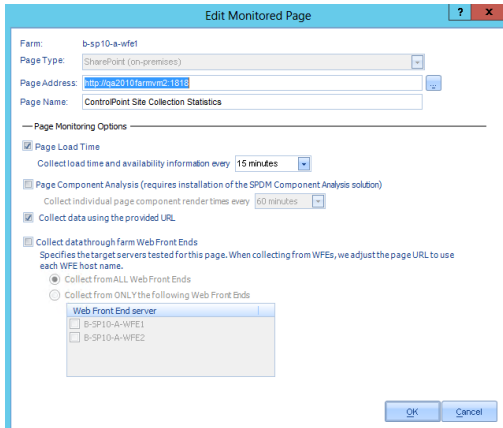 Edit Monitored Page
? x
Farm: b-sp10-a-wfe1
Page Type: SharePoint (on-premises)
Page Address: http://qa2010farmvm2:1818
Page Name: ControlPoint Site Collection Statistics
Page Monitoring Options
Page Load Time
Collect load time and availability information every 15 minutes
Page Component Analysis (requires installation of the SPDM Component Analysis solution)
Collect individual page component render times every 60 minutes
Collect data using the provided URL
Collect data through farm Web Front Ends
Specifies the target servers tested for this page. When collecting from WFEs, we adjust the page URL to use
each WFE host name.
Collect from ALL Web Front Ends
Collect from ONLY the following Web Front Ends
Web Front End server
B-SP10-A-WFE1
B-SP10-A-WFE2
OK Cancel